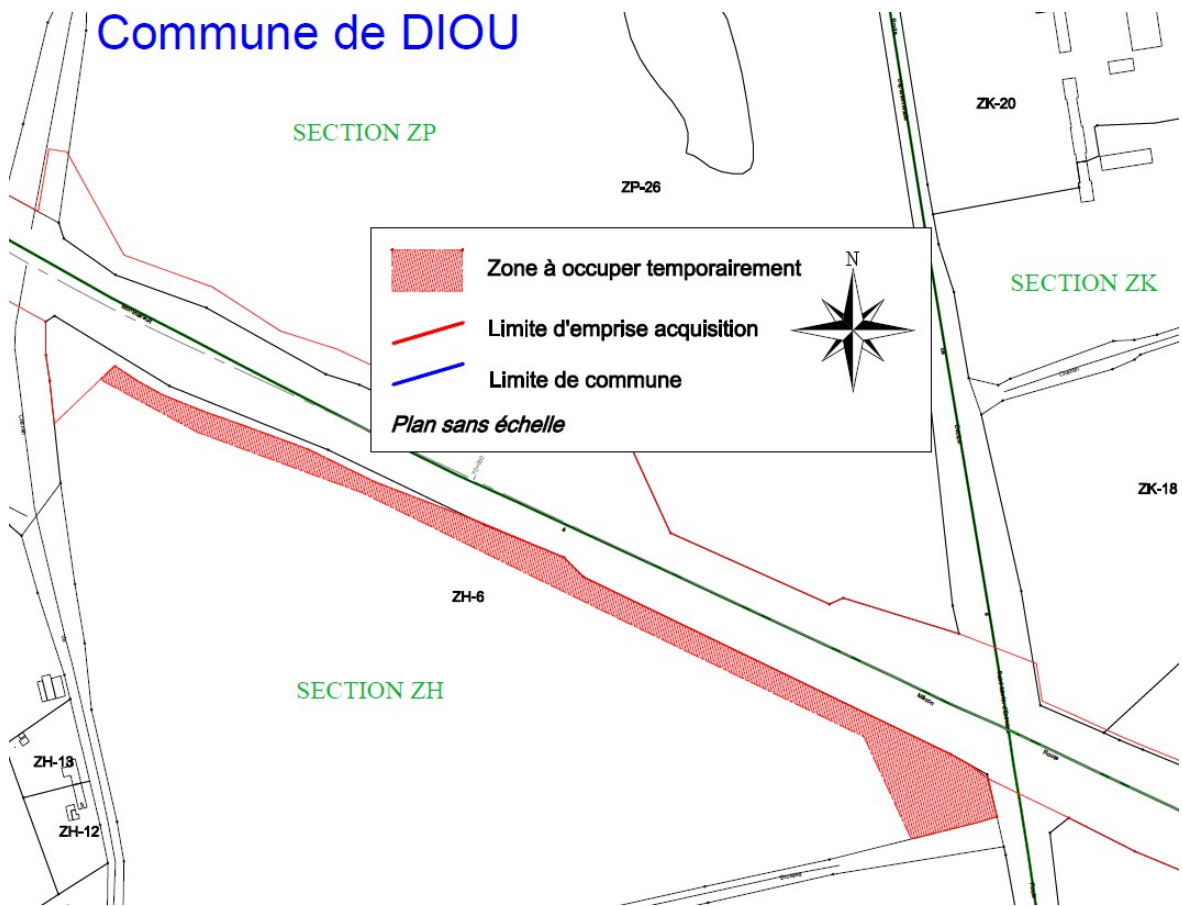 Commune de DIOU
ZK-20
SECTION ZP
ZP-26
Zone à occuper temporairement
N
SECTION ZK
Limite d'emprise acquisition
Limite de commune
Plan sans échelle
ZK-18
ZH-6
SECTION ZH
Route
ZH-13
ZH-12